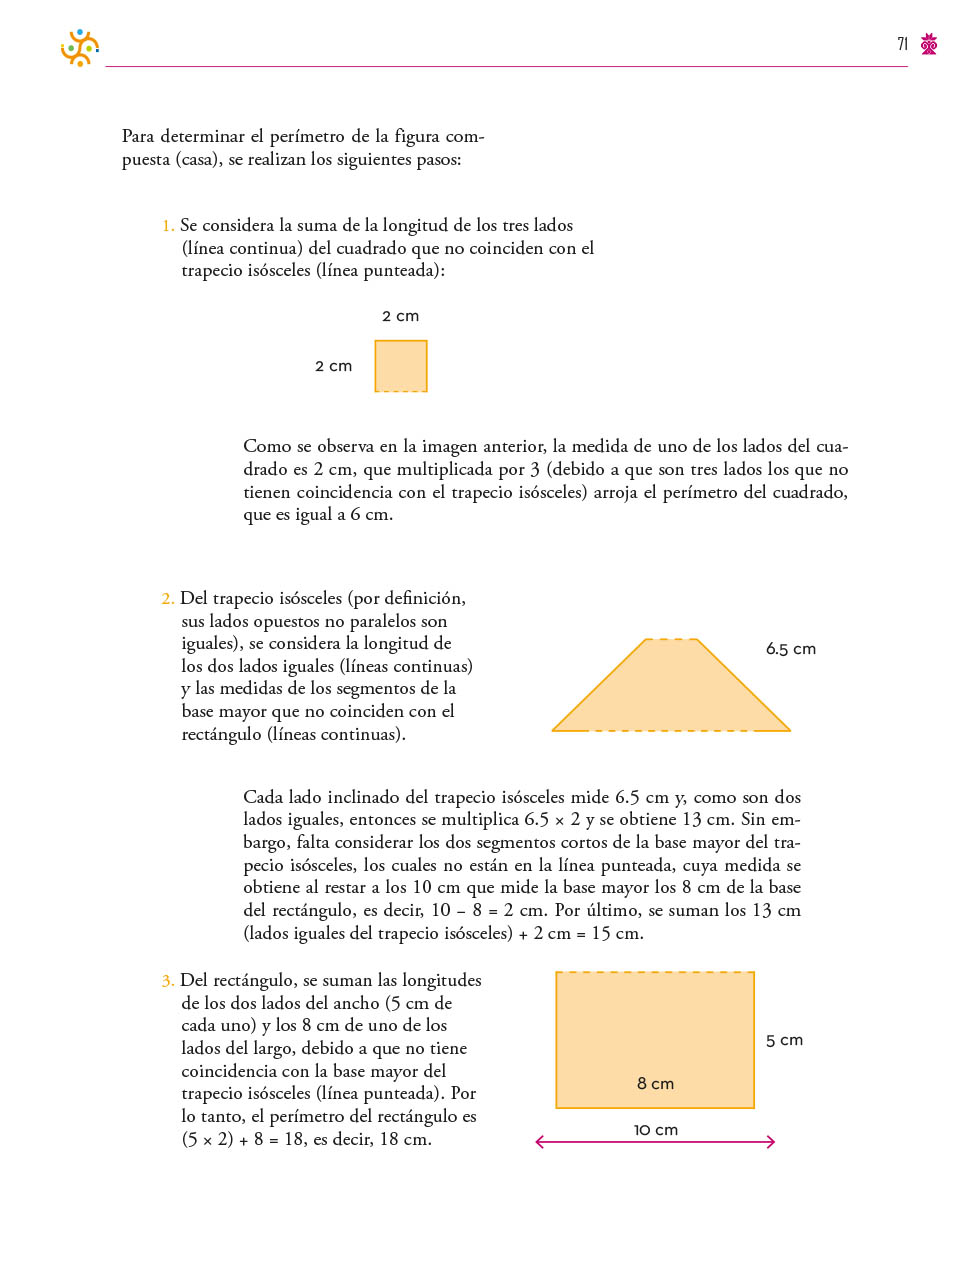 71
Para determinar el perímetro de la figura com-
puesta (casa), se realizan los siguientes pasos:
1. Se considera la suma de la longitud de los tres lados
(línea continua) del cuadrado que no coinciden con el
trapecio isósceles (línea punteada):
2 cm
2 cm
Como se observa en la imagen anterior, la medida de uno de los lados del cua-
drado es 2 cm, que multiplicada por 3 (debido a que son tres lados los que no
tienen coincidencia con el trapecio isósceles) arroja el perímetro del cuadrado,
que es igual a 6 cm.
2. Del trapecio isósceles (por definición,
sus lados opuestos no paralelos son
iguales), se considera la longitud de
los dos lados iguales (líneas continuas)
y las medidas de los segmentos de la
base mayor que no coinciden con el
rectángulo (líneas continuas).
6.5 cm
Cada lado inclinado del trapecio isósceles mide 6.5 cm y, como son dos
lados iguales, entonces se multiplica 6.5 × 2 y se obtiene 13 cm. Sin em-
bargo, falta considerar los dos segmentos cortos de la base mayor del tra-
pecio isósceles, los cuales no están en la línea punteada, cuya medida se
obtiene al restar a los 10 cm que mide la base mayor los 8 cm de la base
del rectángulo, es decir, 10 – 8 = 2 cm. Por último, se suman los 13 cm
(lados iguales del trapecio isósceles) + 2 cm = 15 cm.
3. Del rectángulo, se suman las longitudes
de los dos lados del ancho (5 cm de
cada uno) y los 8 cm de uno de los
lados del largo, debido a que no tiene
coincidencia con la base mayor del
trapecio isósceles (línea punteada). Por
lo tanto, el perímetro del rectángulo es
(5 × 2) + 8 = 18, es decir, 18 cm.
5 cm
8 cm
10 cm